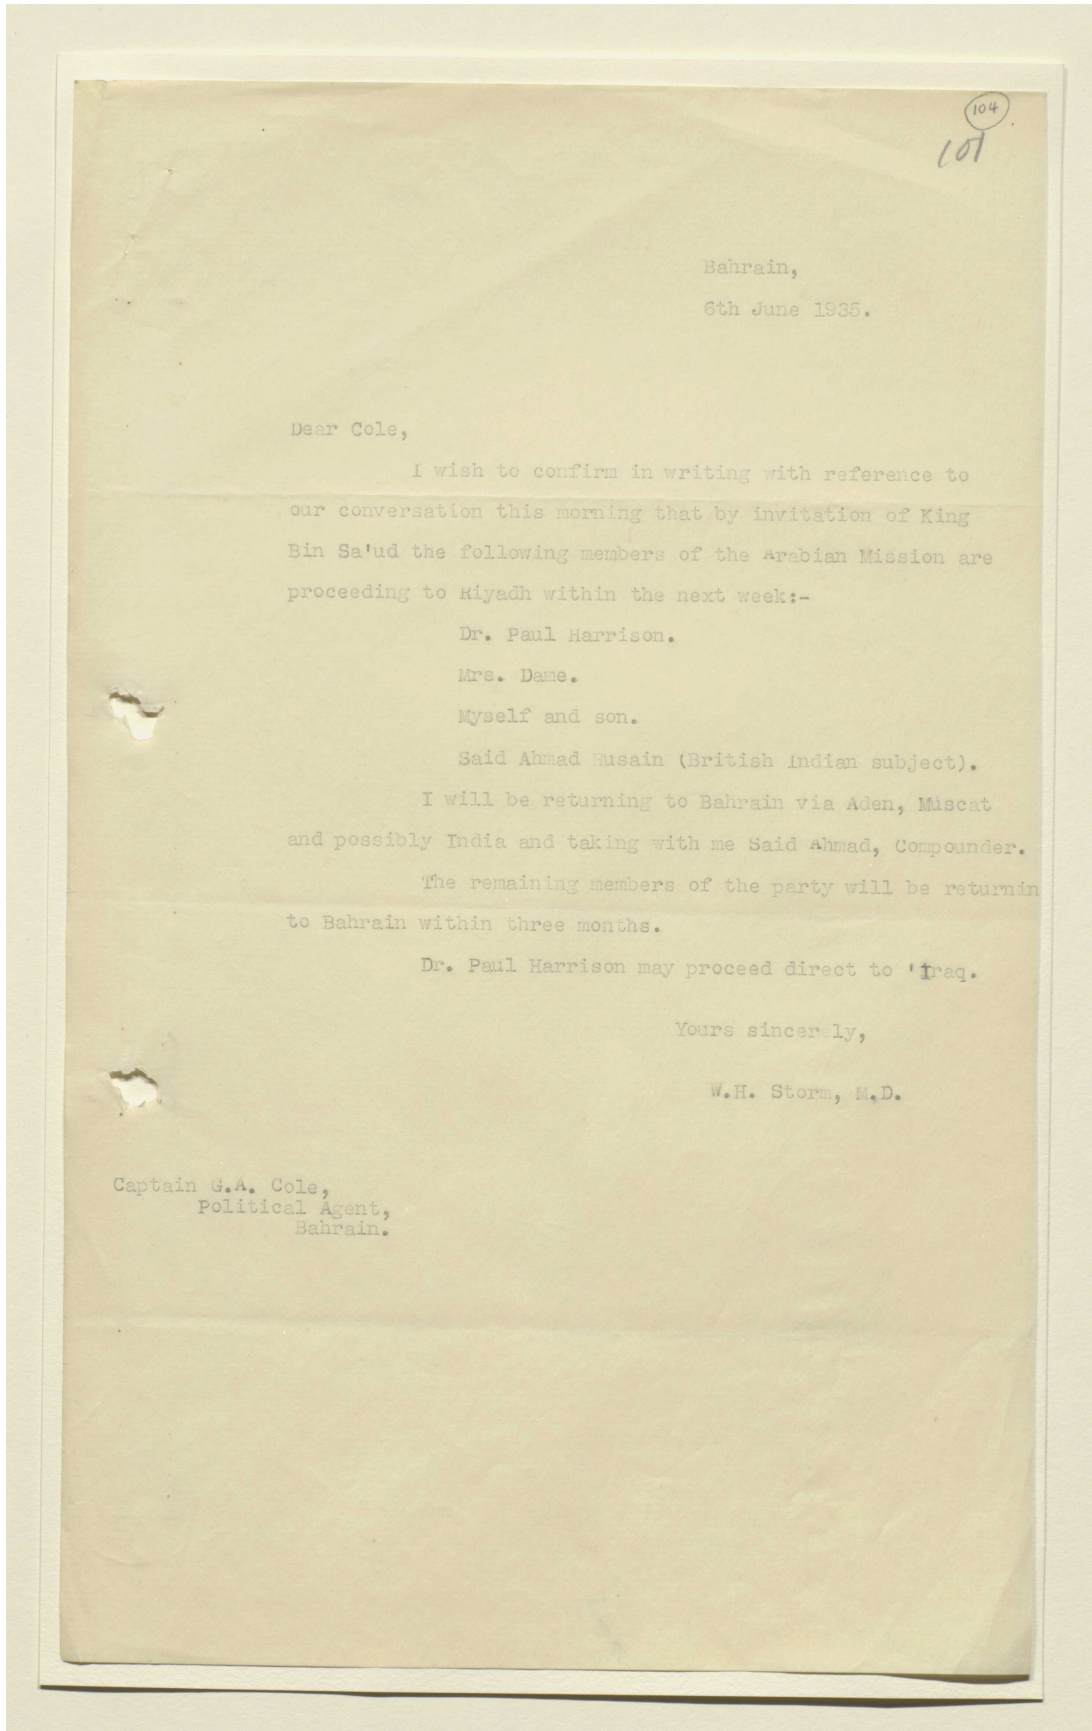 104
101
Bahrain,
6th June 1935.
Dear Cole,
I wish to confirm in writing with reference to
our conversation this morning that by invitation of King
Bin Sa'ud the following members of the Arabian Mission are
proceeding to Riyadh within the next week:-
Dr. Paul Harrison.
Mrs. Dame.
Myself and son.
Said Ahmad Husain (British Indian subject).
I will be returning to Bahrain via Aden, Muscat
and possibly India and taking with me Said Ahmad, Compounder.
The remaining members of the party will be returnin
to Bahrain within three months.
Dr. Paul Harrison may proceed direct to 'Iraq.
Yours sincerely,
W.H. Storm, M.D.
Captain G.A. Cole,
Political Agent,
Bahrain.